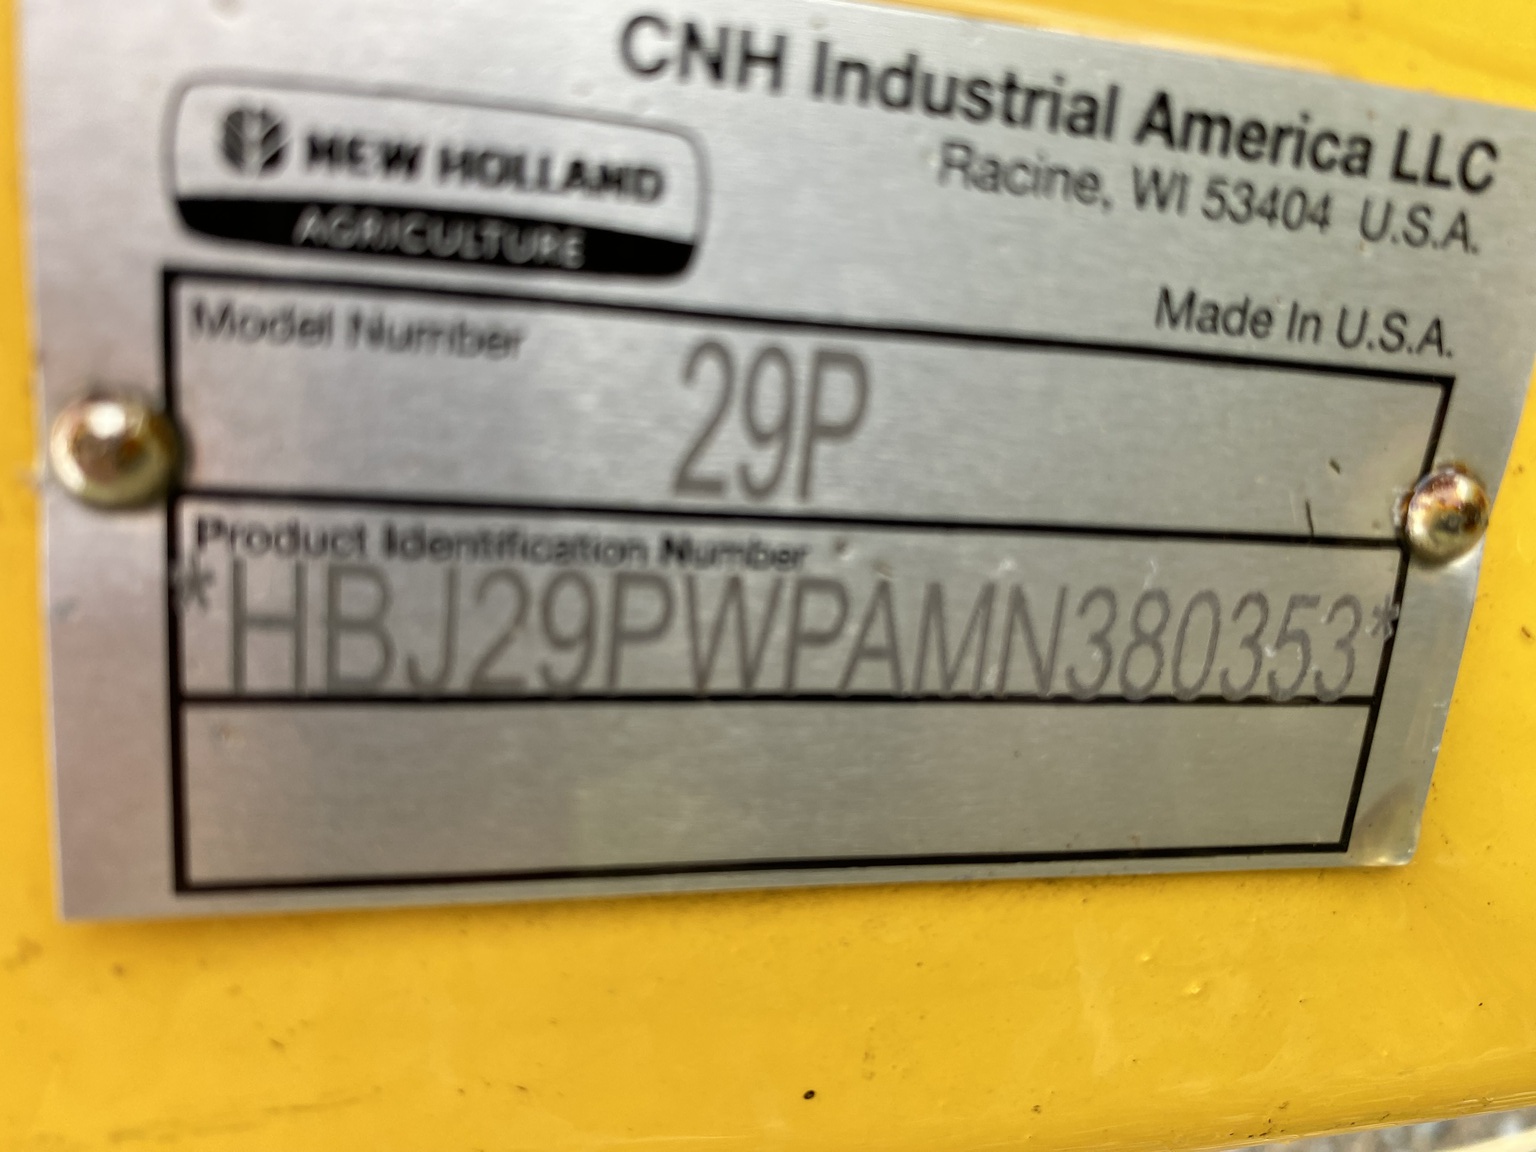 CNH Industrial America LLC
Racine, WI 53404 U.S.A.
NEW HOLLAND
AGRICULTURE
Made In U.S.A.
Model Number
29P
Product Identification Number
*HBJ29PWPAMN380353*